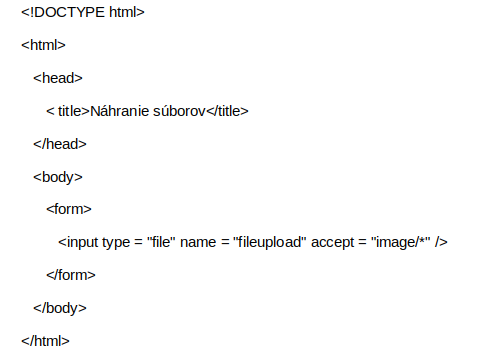 <!DOCTYPE html>
<html>
<head>
< title>Náhranie súborov</title>
</head>
<body>
<form>
<input type = "file" name = "fileupload" accept = "image/*" />
</form>
</body>
</html>